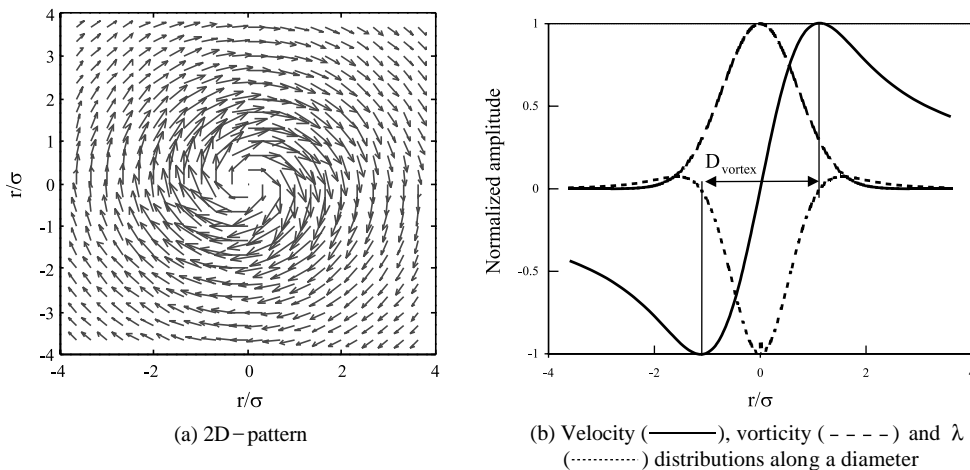 4
3
2
1
0
-1
-2
-3
-4
r/σ
-4
-2
0
2
4
r/σ
(a) 2D−pattern
1
0.5
0
-0.5
-1
Normalized amplitude
D vortex
-2
0
2
4
r/σ
(b) Velocity ( ), vorticity ( ) and λ
( ) distributions along a diameter